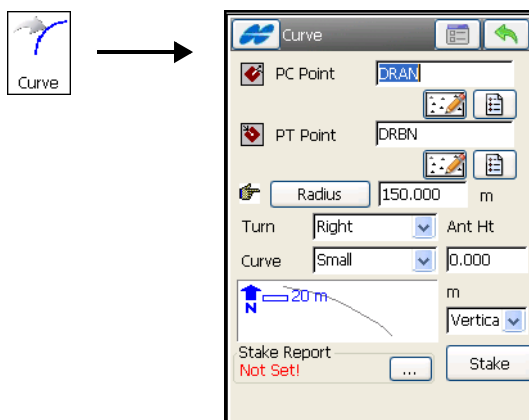 Curve
Curve
PC Point DRAN
PT Point DRBN
Radius 150.000 m
Turn Right Ant Ht
Curve Small 0.000
20 m m
N Vertica
Stake Report
Not Set! ... Stake